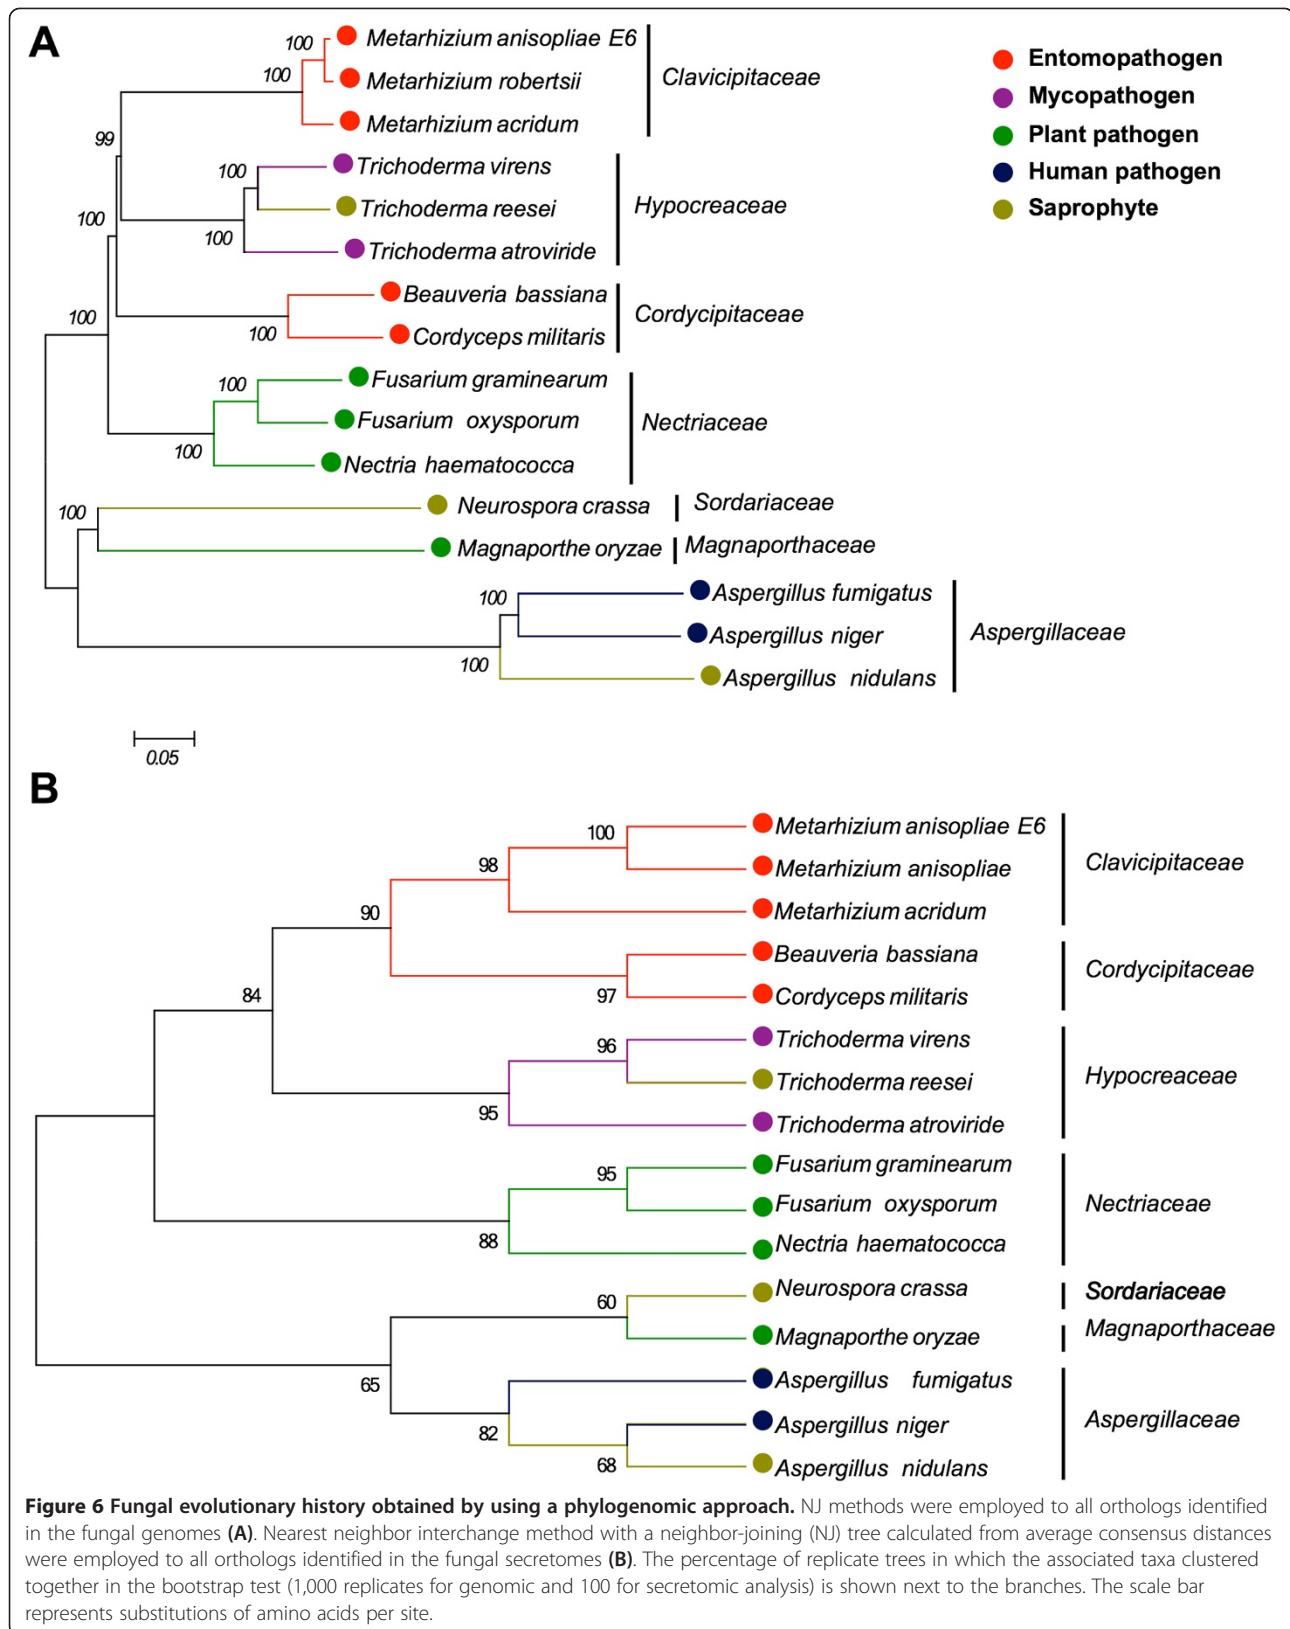 A
100
Metarhizium anisopliae E6
100
Metarhizium robertsii
Clavicipitaceae
Metarhizium acridum
99
100
Trichoderma virens
Trichoderma reesei
Hypocreaceae
100
100
Trichoderma atroviride
Beauveria bassiana
Cordycipitaceae
100
100
Cordyceps militaris
100
Fusarium graminearum
Fusarium oxysporum
Nectriaceae
100
Nectria haematococca
100
Neurospora crassa
Sordariaceae
Magnaporthe oryzae
Magnaporthaceae
100
Aspergillus fumigatus
Aspergillus niger
Aspergillaceae
100
Aspergillus nidulans
Entomopathogen
Mycopathogen
Plant pathogen
Human pathogen
Saprophyte
0.05
B
100
Metarhizium anisopliae E6
98
Metarhizium anisopliae
Clavicipitaceae
Metarhizium acridum
90
Beauveria bassiana
Cordycipitaceae
97
Cordyceps militaris
84
96
Trichoderma virens
Trichoderma reesei
Hypocreaceae
95
Trichoderma atroviride
95
Fusarium graminearum
Fusarium oxysporum
Nectriaceae
88
Nectria haematococca
60
Neurospora crassa
Sordariaceae
Magnaporthe oryzae
Magnaporthaceae
65
Aspergillus fumigatus
82
Aspergillus niger
Aspergillaceae
68
Aspergillus nidulans
Figure 6 Fungal evolutionary history obtained by using a phylogenomic approach. NJ methods were employed to all orthologs identified
in the fungal genomes (A). Nearest neighbor interchange method with a neighbor-joining (NJ) tree calculated from average consensus distances
were employed to all orthologs identified in the fungal secretomes (B). The percentage of replicate trees in which the associated taxa clustered
together in the bootstrap test (1,000 replicates for genomic and 100 for secretomic analysis) is shown next to the branches. The scale bar
represents substitutions of amino acids per site.